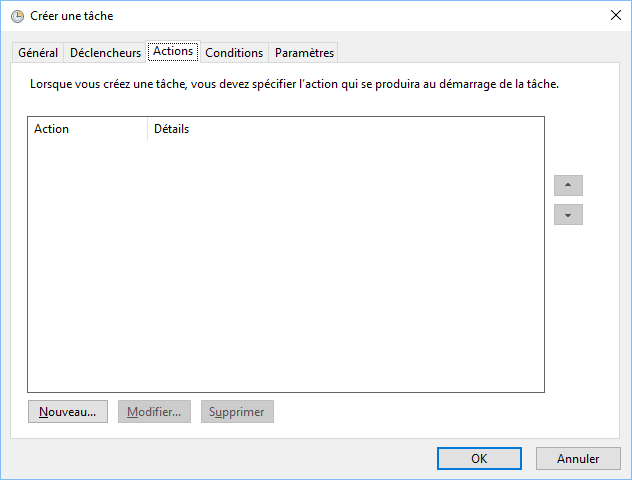 Créer une tâche
Général Déclencheurs Actions Conditions Paramètres
Lorsque vous créez une tâche, vous devez spécifier l'action qui se produira au démarrage de la tâche.
Action Détails
Nouveau... Modifier... Supprimer
OK Annuler